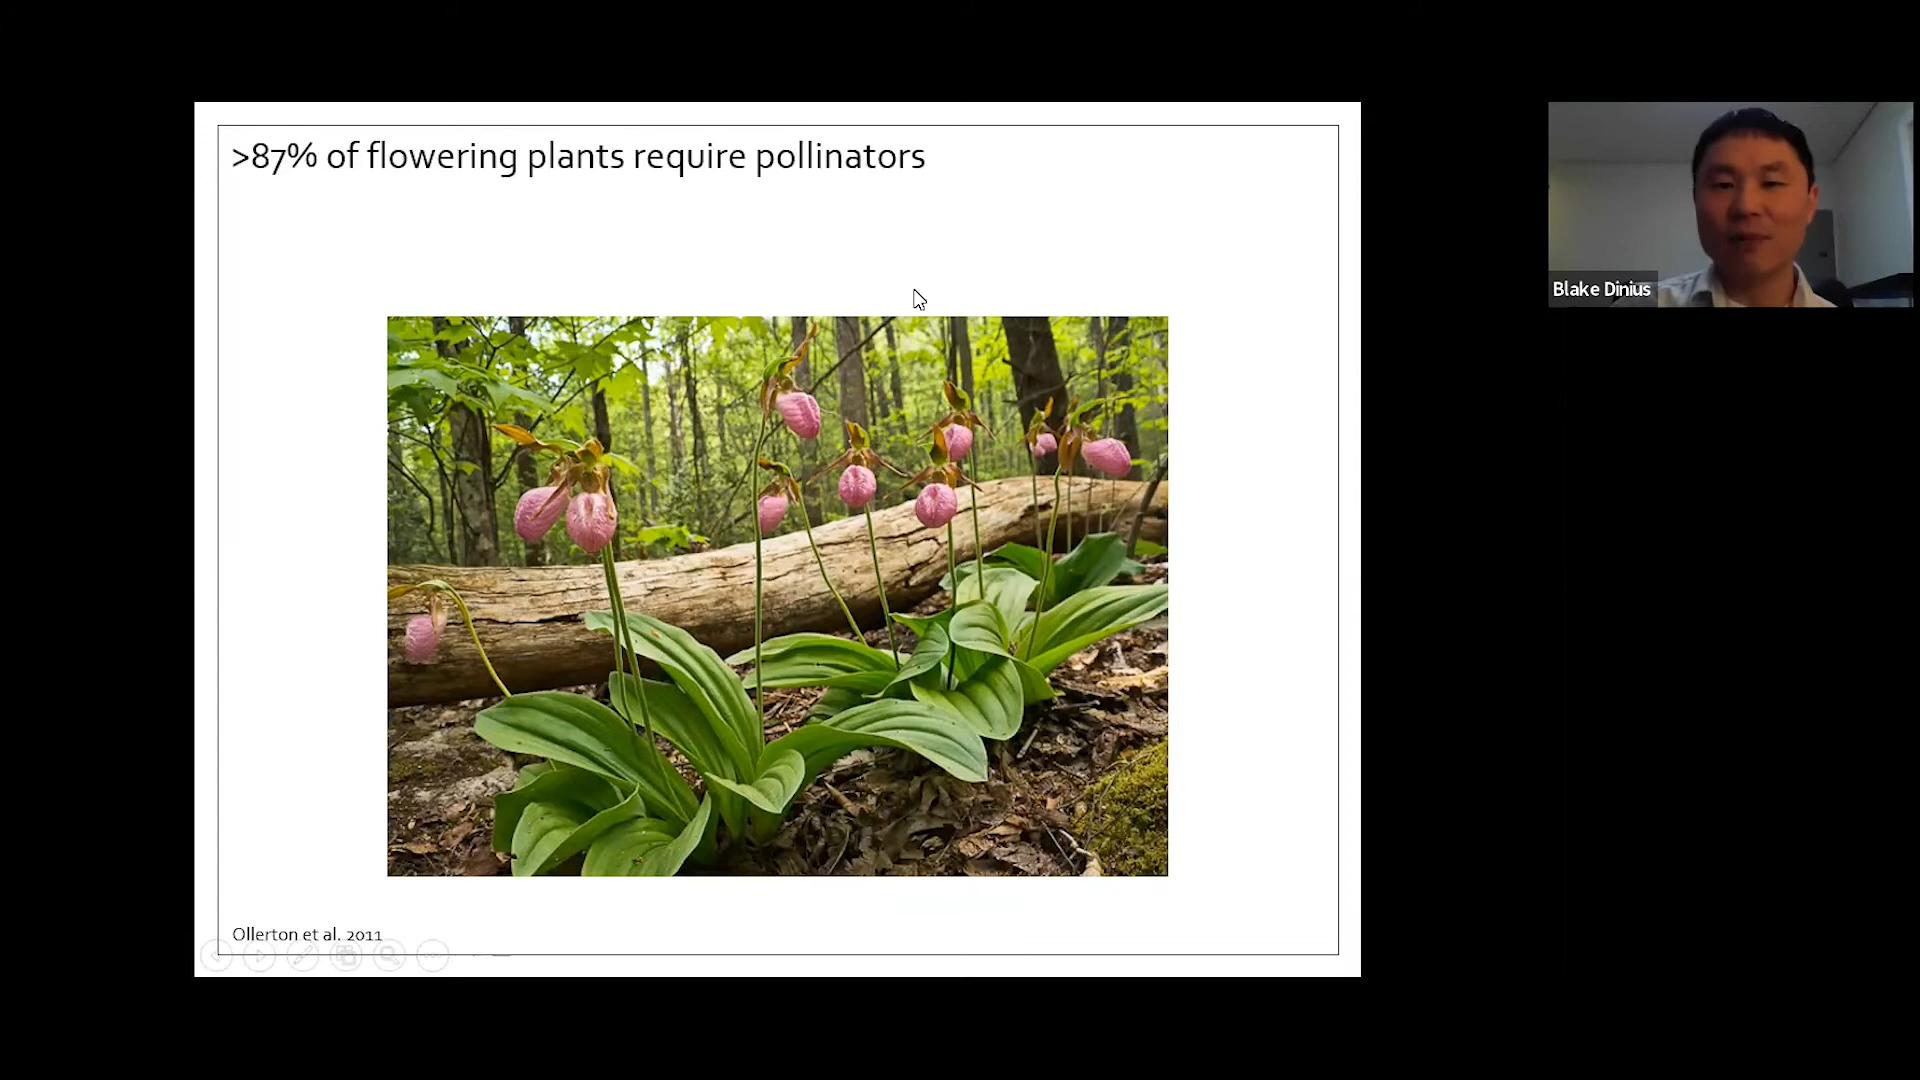 >87% of flowering plants require pollinators
Blake Dinius
Ollerton et al. 2011